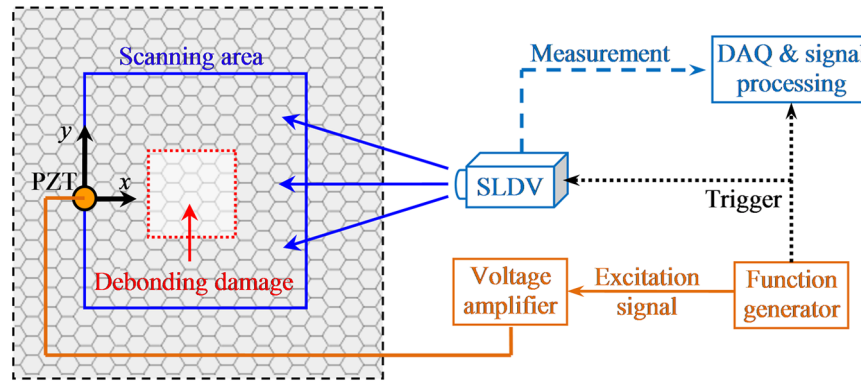 Scanning area
y
PZT
x
Debonding damage
Measurement
DAQ & signal
processing
SLDV
Trigger
Voltage
amplifier
Excitation
signal
Function
generator